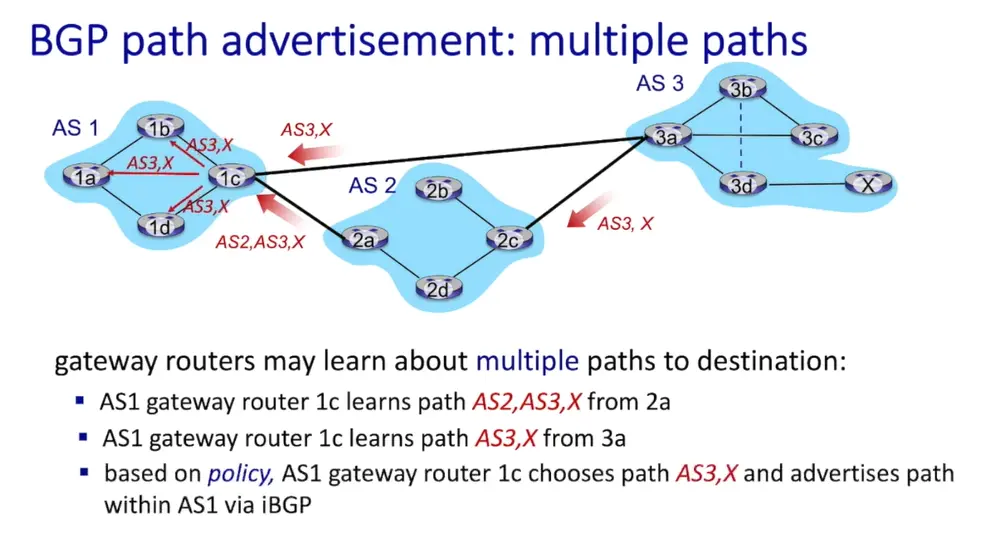 BGP path advertisement: multiple paths
AS 3
3b
AS 1
1b
AS3,X
AS3,X
3a
3c
AS3,X
1a
1c
AS 2
2b
3d
X
AS3,X
1d
AS3, X
AS2,AS3,X
2a
2c
2d
gateway routers may learn about multiple paths to destination:
▪ AS1 gateway router 1c learns path AS2,AS3,X from 2a
▪ AS1 gateway router 1c learns path AS3,X from 3a
▪ based on policy, AS1 gateway router 1c chooses path AS3,X and advertises path
within AS1 via iBGP